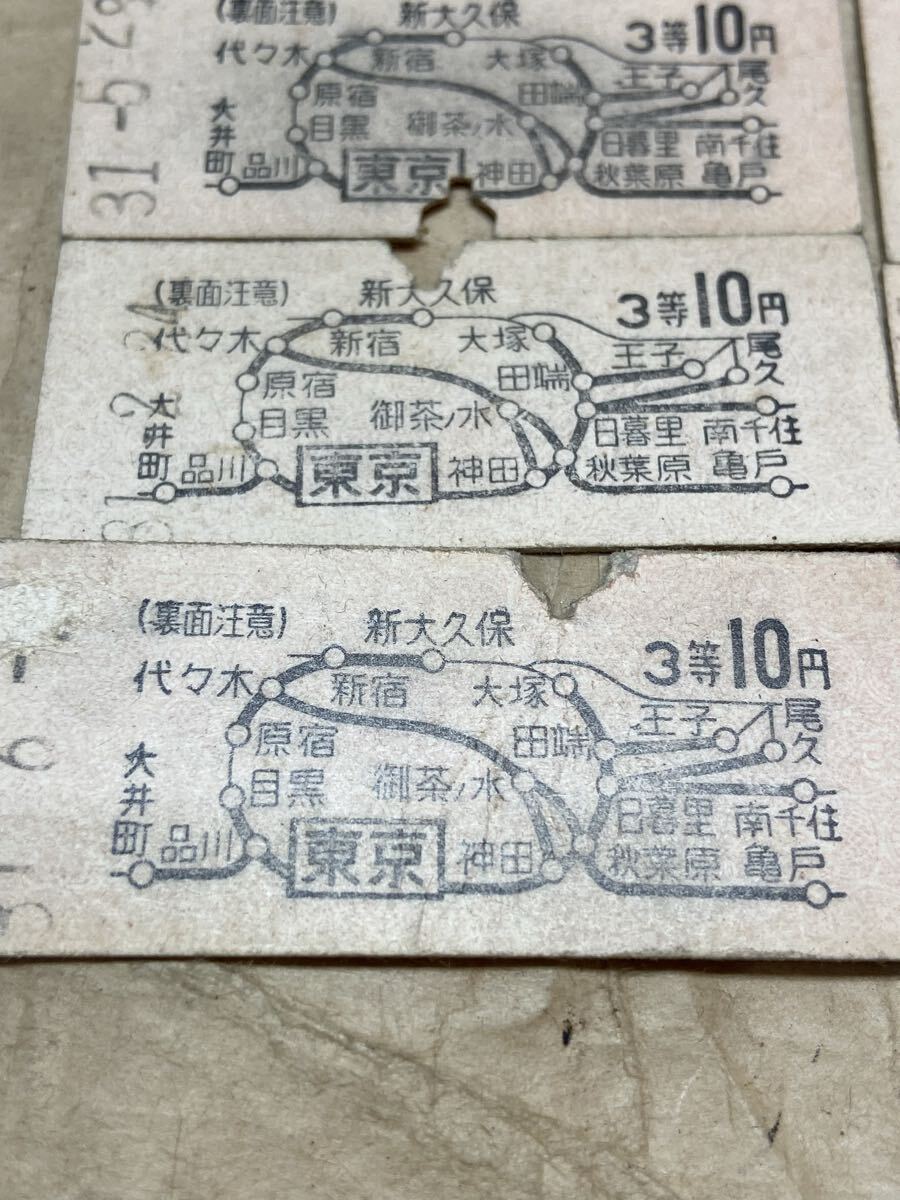 31-5-29
(裏面注意) 新大久保
代々木 新宿 大塚 3等10円
原宿 田端 王子 尾久
大井町 目黒 御茶ノ水 日暮里 南千住
品川 東京 神田 秋葉原 亀戸
2 24
(裏面注意) 新大久保 3等10円
代々木 新宿 大塚 王子 尾久
原宿 田端
大井町 目黒 御茶ノ水 日暮里 南千住
品川 東京 神田 秋葉原 亀戸
6
(裏面注意) 新大久保 3等10円
代々木 新宿 大塚 王子 尾久
原宿 田端
大井町 目黒 御茶ノ水 日暮里 南千住
品川 東京 神田 秋葉原 亀戸